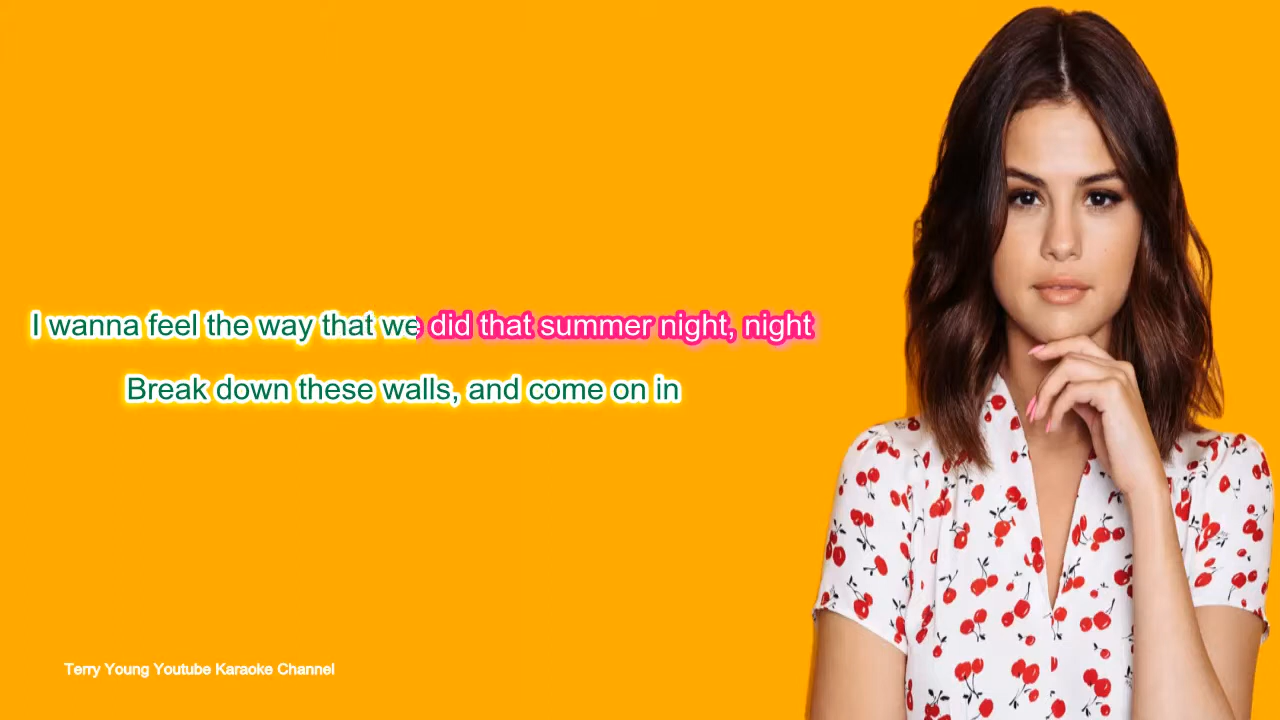 I wanna feel the way that we did that summer night, night
Break down these walls, and come on in
Terry Young Youtube Karaoke Channel